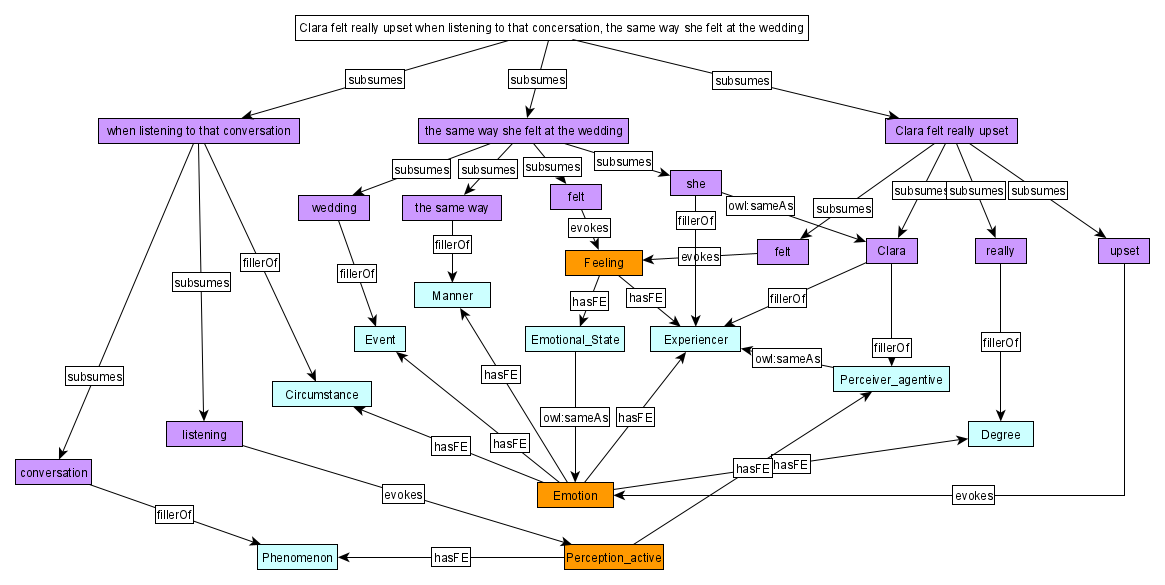 Clara felt really upset when listening to that concersation, the same way she felt at the wedding
subsumes
subsumes
subsumes
when listening to that conversation
the same way she felt at the wedding
Clara felt really upset
subsumes
subsumes
subsumes
subsumes
she
subsumes
subsumes
subsumes
felt
wedding
the same way
owl:sameAs
subsumes
fillerOf
evokes
fillerOf
felt
Clara
really
upset
evokes
fillerOf
Feeling
fillerOf
subsumes
Manner
hasFE
hasFE
fillerOf
Event
Emotional_State
Experiencer
fillerOf
fillerOf
owl:sameAs
subsumes
hasFE
Perceiver_agentive
Circumstance
owl:sameAs
hasFE
listening
Degree
hasFE
hasFE
conversation
hasFE
hasFE
evokes
Emotion
evokes
fillerOf
Phenomenon
hasFE
Perception_active